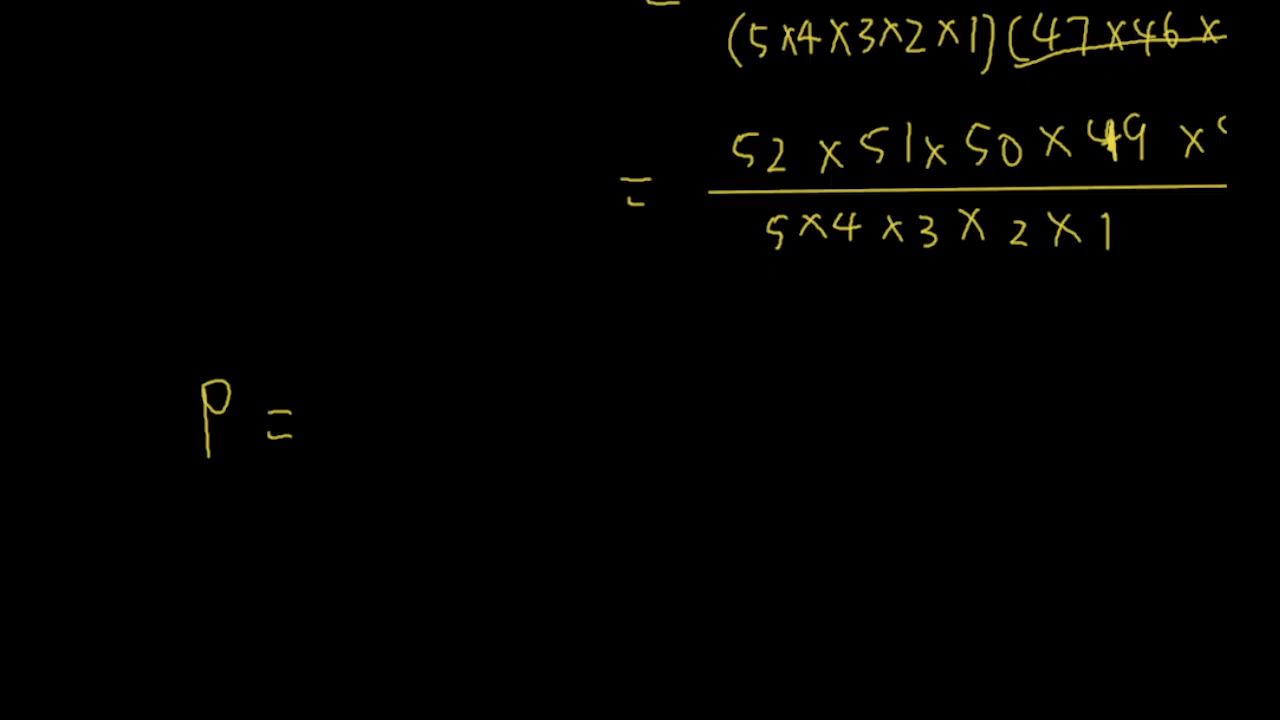 =
(5×4×3×2×1)(47×46×
= 52 × 51 × 50 × 49 ×
5×4×3×2×1
P =